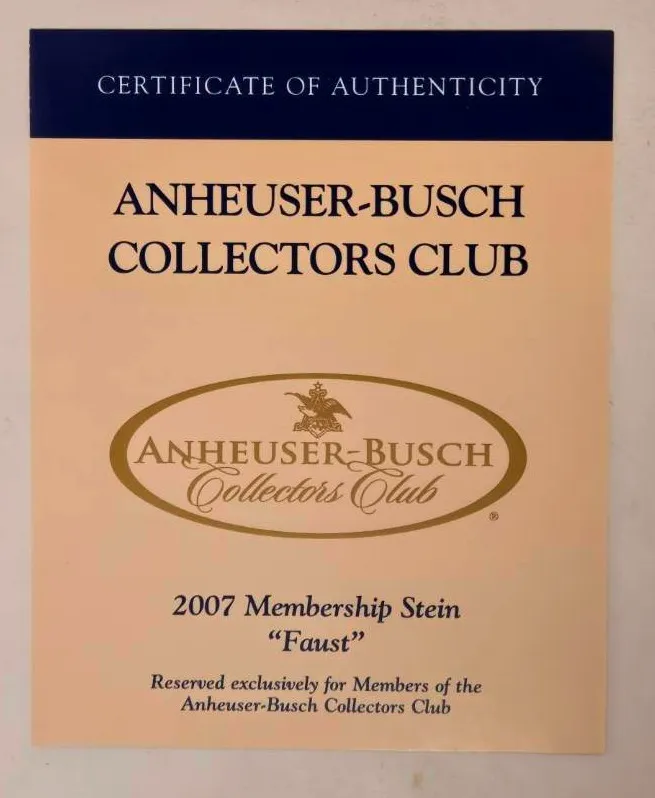 CERTIFICATE OF AUTHENTICITY
ANHEUSER-BUSCH
COLLECTORS CLUB
ANHEUSER-BUSCH
Collectors Club
®
2007 Membership Stein
“Faust”
Reserved exclusively for Members of the
Anheuser-Busch Collectors Club